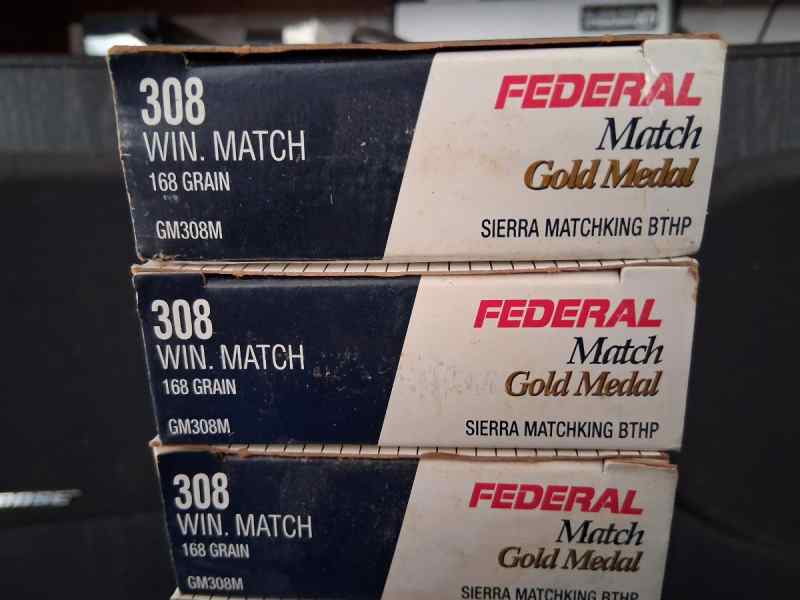 308
WIN. MATCH
168 GRAIN
GM308M
FEDERAL
Match
Gold Medal
SIERRA MATCHKING BTHP
308
WIN. MATCH
168 GRAIN
GM308M
FEDERAL
Match
Gold Medal
SIERRA MATCHKING BTHP
308
WIN. MATCH
168 GRAIN
GM308M
FEDERAL
Match
Gold Medal
SIERRA MATCHKING BTHP
BOSE